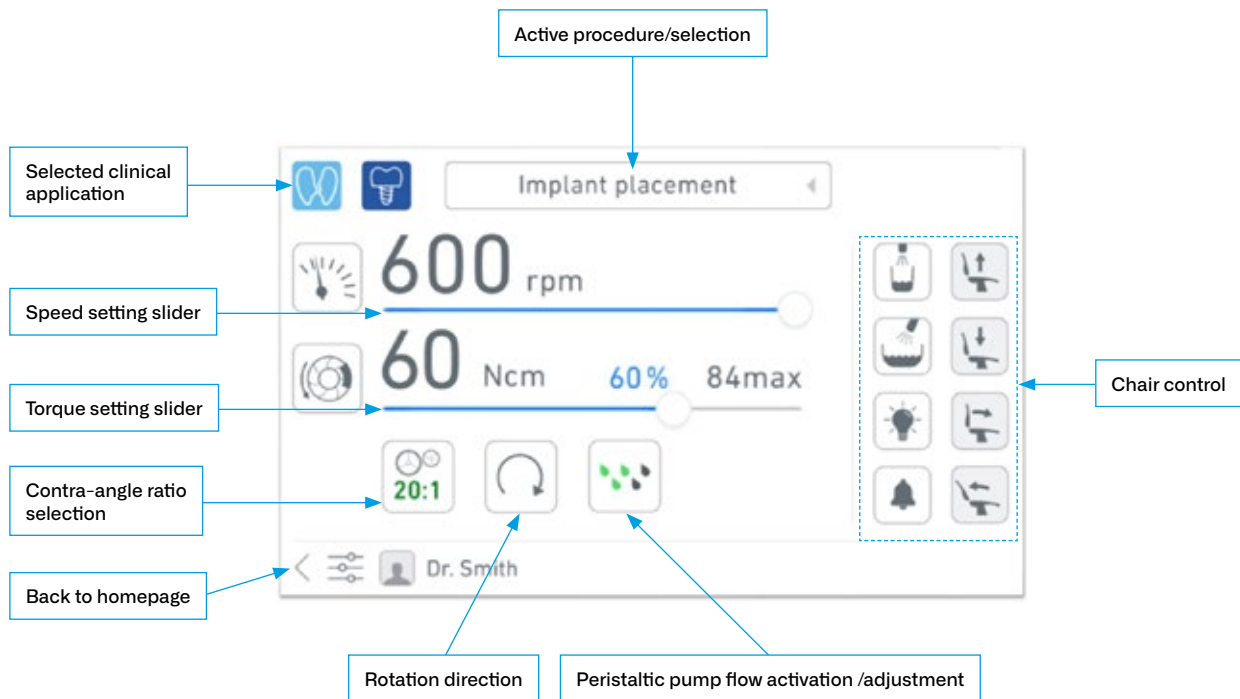 Active procedure/selection
Selected clinical
application
Implant placement
600 rpm
Speed setting slider
60 Ncm 60% 84max
Torque setting slider
Chair control
20:1
Contra-angle ratio
selection
Dr. Smith
Back to homepage
Rotation direction
Peristaltic pump flow activation /adjustment